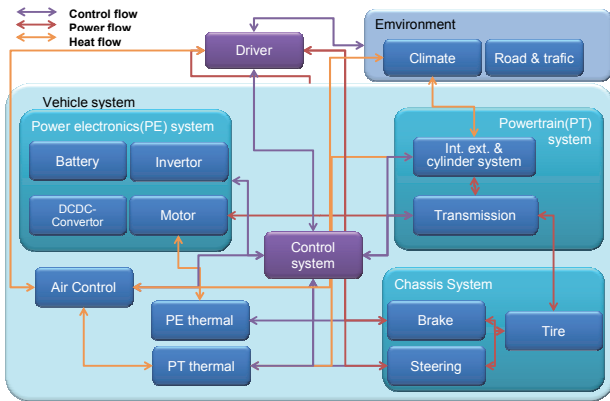 Control flow
Power flow
Heat flow
Driver
Emvironment
Climate
Road & trafic
Vehicle system
Power electronics(PE) system
Battery
Invertor
DCDC-
Convertor
Motor
Powertrain(PT)
system
Int. ext. &
cylinder system
Transmission
Control
system
Air Control
PE thermal
PT thermal
Chassis System
Brake
Steering
Tire